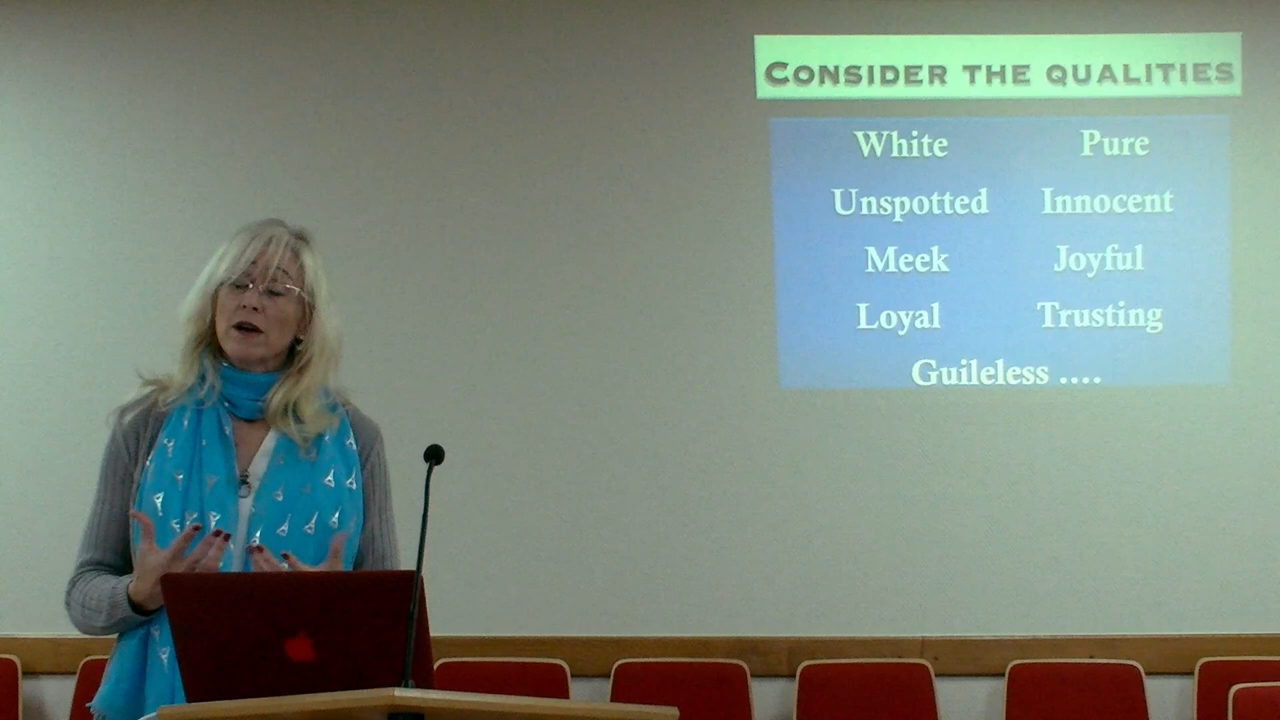 CONSIDER THE QUALITIES
White Pure
Unspotted Innocent
Meek Joyful
Loyal Trusting
Guileless ....